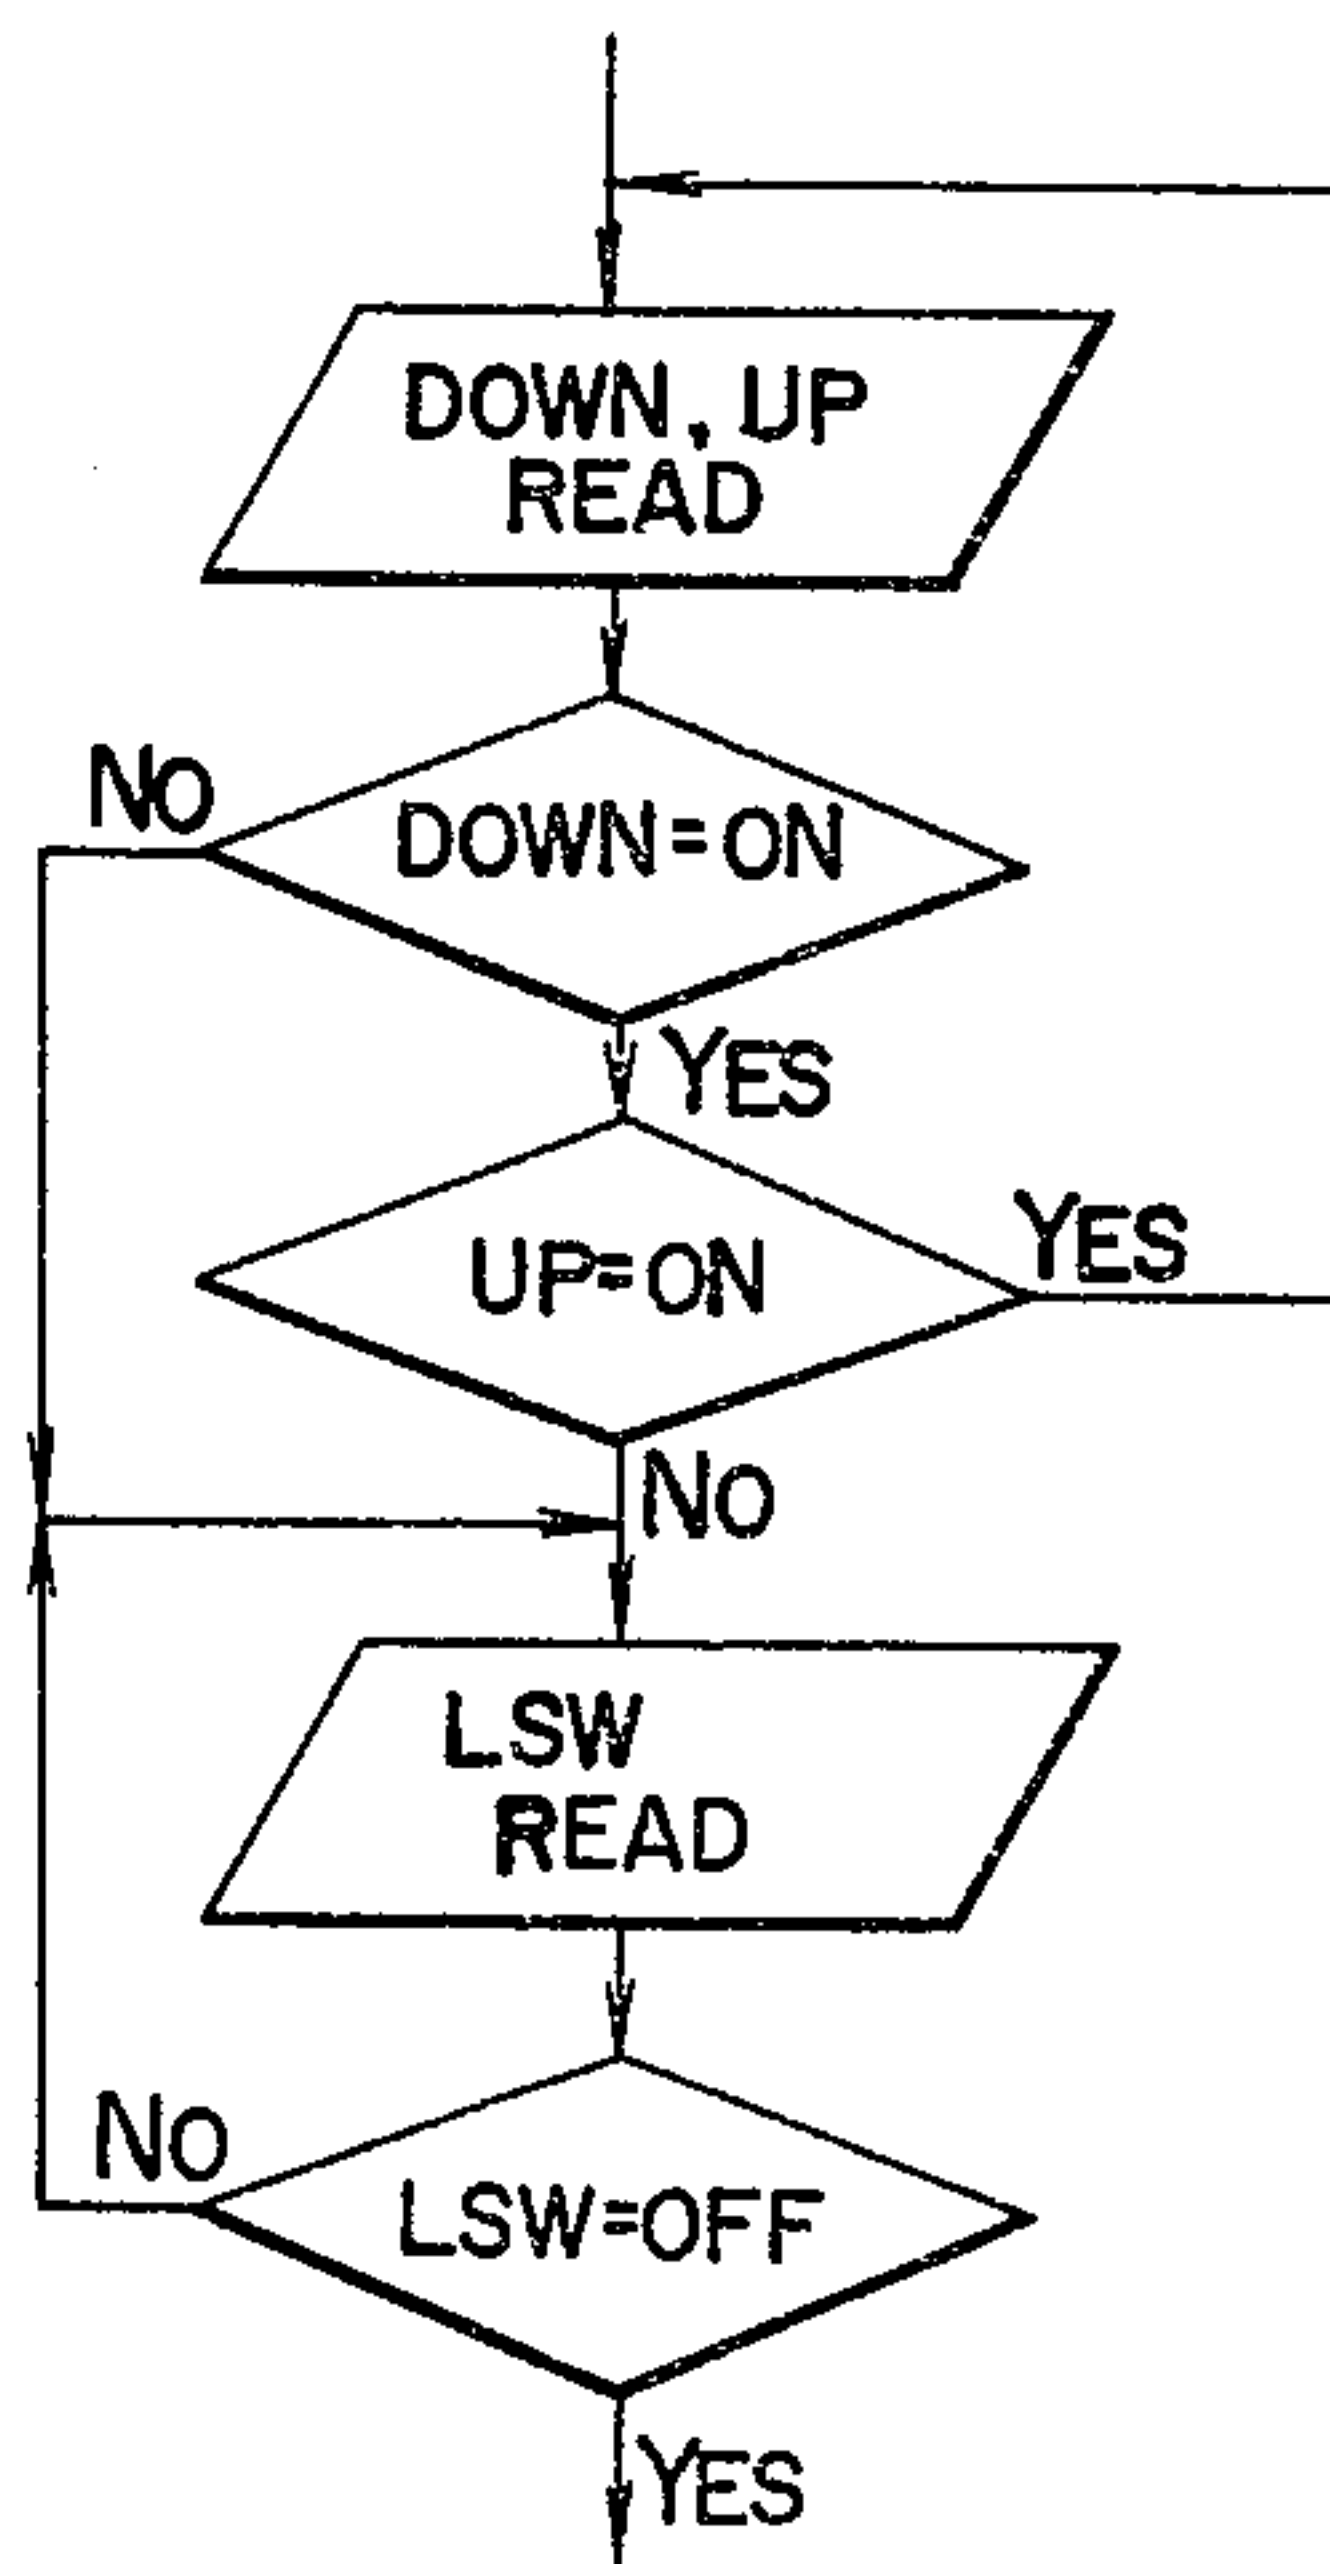 DOWN, UP
READ
NO
DOWN=ON
YES
UP=ON
YES
NO
LSW
READ
NO
LSW=OFF
YES